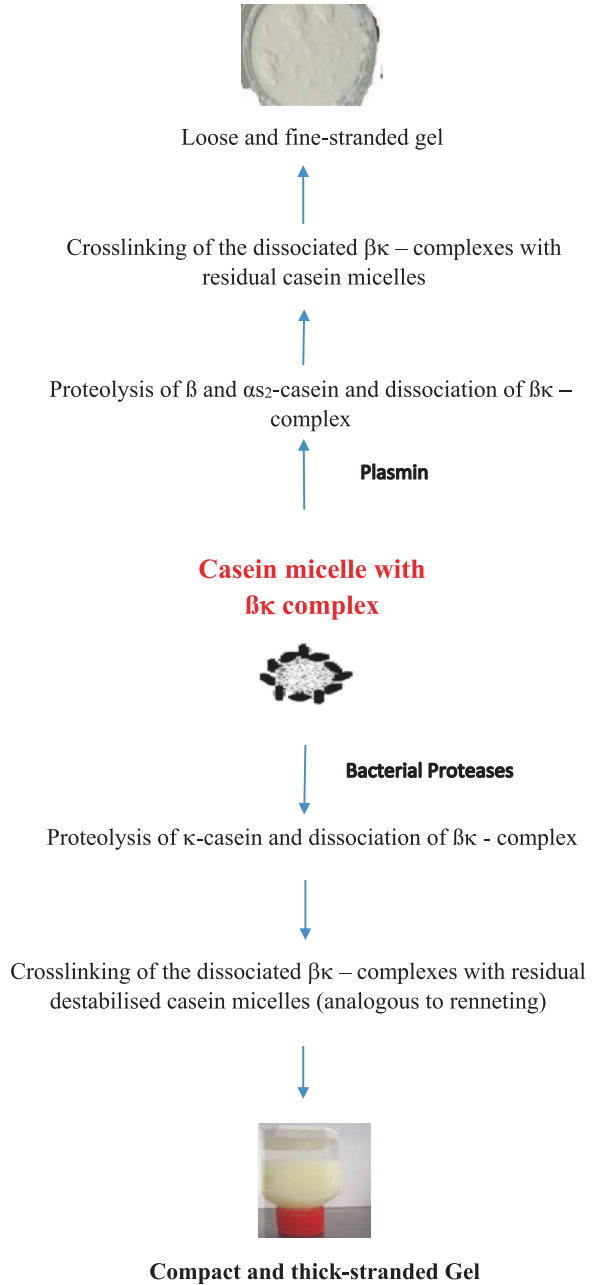 Loose and fine-stranded gel
Crosslinking of the dissociated βκ – complexes with
residual casein micelles
Proteolysis of ß and αs₂-casein and dissociation of ßκ –
complex
Plasmin
Casein micelle with
ßκ complex
Bacterial Proteases
Proteolysis of κ-casein and dissociation of ßκ - complex
Crosslinking of the dissociated βκ – complexes with residual
destabilised casein micelles (analogous to renneting)
Compact and thick-stranded Gel